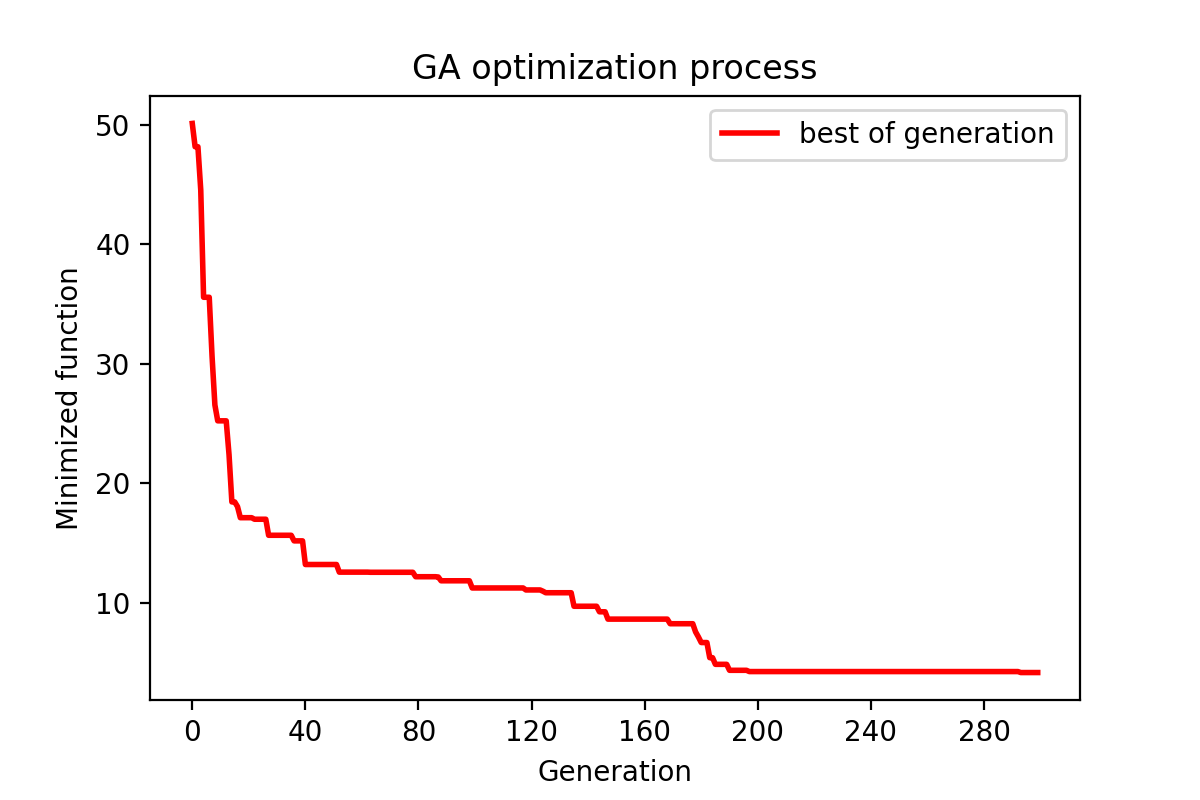 GA optimization process
best of generation
Minimized function
50
40
30
20
10
0 40 80 120 160 200 240 280
Generation